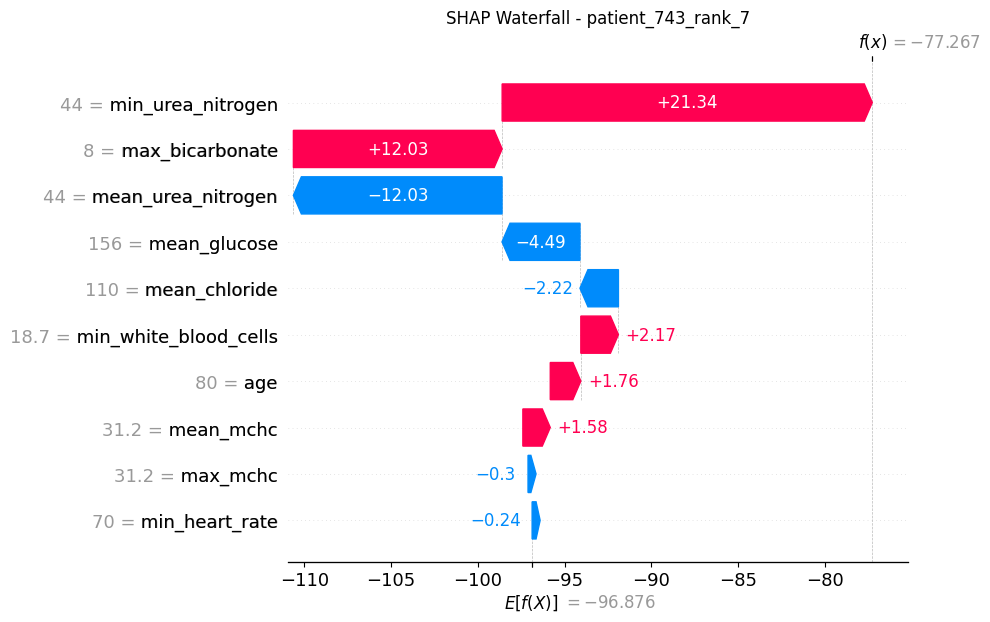 SHAP Waterfall - patient_743_rank_7
f(x) = −77.267
44 = min_urea_nitrogen +21.34
8 = max_bicarbonate +12.03
44 = mean_urea_nitrogen −12.03
156 = mean_glucose −4.49
110 = mean_chloride −2.22
18.7 = min_white_blood_cells +2.17
80 = age +1.76
31.2 = mean_mchc +1.58
31.2 = max_mchc −0.3
70 = min_heart_rate −0.24
−110 −105 −100 −95 −90 −85 −80
E[f(X)] = −96.876